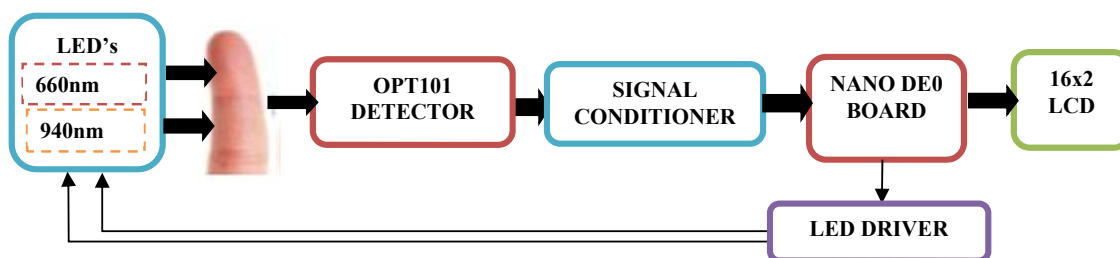 LED’s
660nm
940nm
OPT101
DETECTOR
SIGNAL
CONDITIONER
NANO DE0
BOARD
16x2
LCD
LED DRIVER